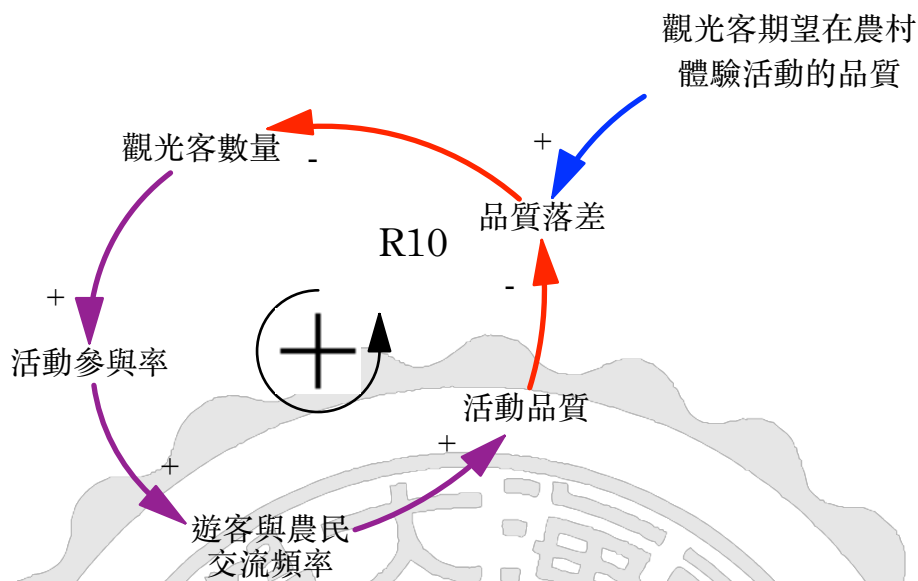 觀光客期望在農村
體驗活動的品質
+
觀光客數量
-
品質落差
R10
-
+
活動參與率
活動品質
+
+
遊客與農民
交流頻率